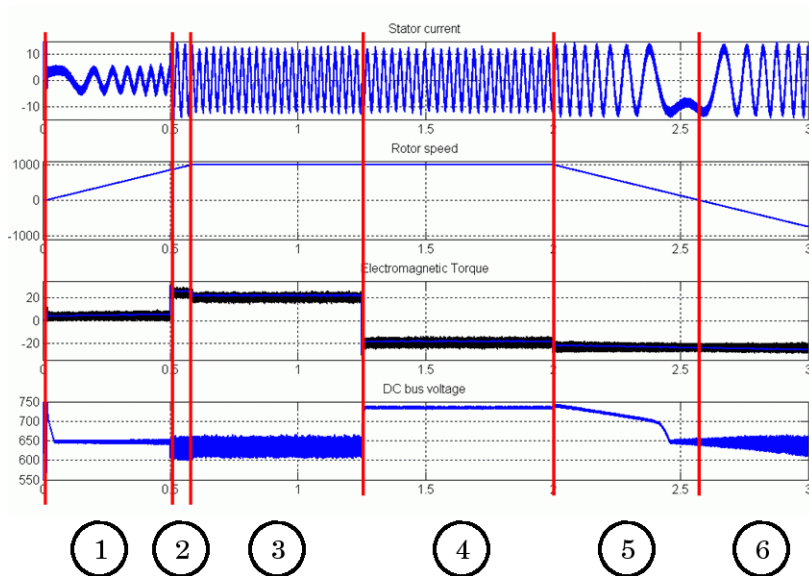 Stator current
10
0
-10
0 0.5 1 1.5 2 2.5 3
Rotor speed
1000
0
-1000
0 0.5 1 1.5 2 2.5 3
Electromagnetic Torque
20
0
-20
0 0.5 1 1.5 2 2.5 3
DC bus voltage
750
700
650
600
550
0 0.5 1 1.5 2 2.5 3
1 2 3 4 5 6